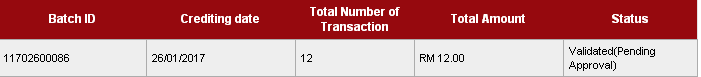 Batch ID Crediting date Total Number of Transaction Total Amount Status
11702600086 26/01/2017 12 RM 12.00 Validated(Pending Approval)